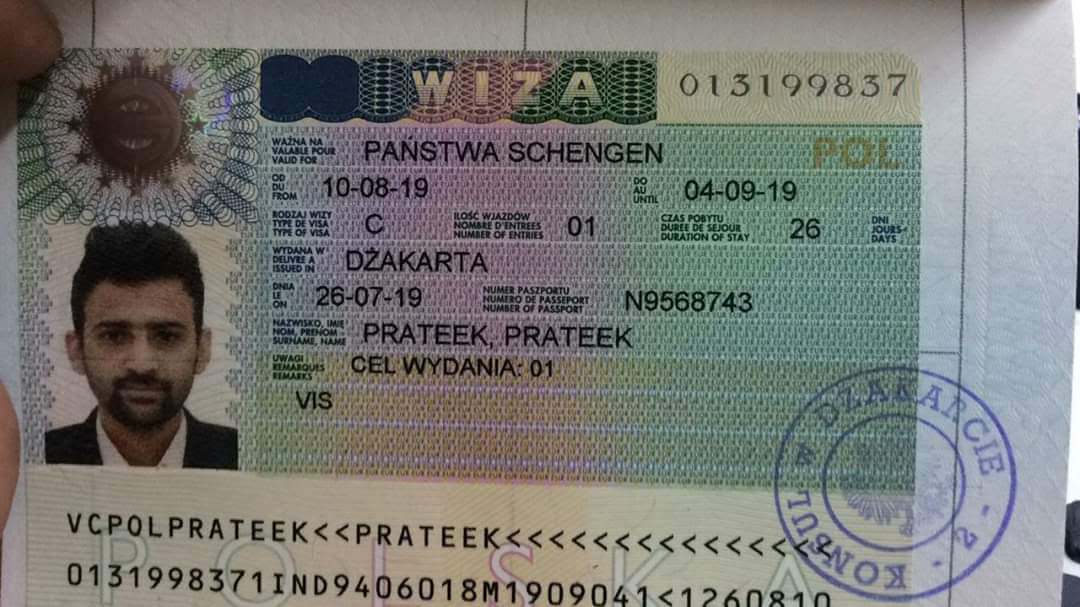 WIZA 013199837
WAŻNA NA
VALABLE POUR
VALID FOR
PAŃSTWA SCHENGEN
POL
OD
DU
FROM
10-08-19
DO
AU
UNTIL
04-09-19
RODZAJ WIZY
TYPE DE VISA
TYPE OF VISA
C
ILOŚĆ WJAZDÓW
NOMBRE D'ENTREES
NUMBER OF ENTRIES
01
CZAS POBYTU
DUREE DE SEJOUR
DURATION OF STAY
26
DNI
JOURS-
DAYS
WYDANA W
DELIVRE A
ISSUED IN
DŻAKARTA
DNIA
LE
ON
26-07-19
NUMER PASZPORTU
NUMERO DE PASSEPORT
NUMBER OF PASSPORT
N9568743
NAZWISKO, IMIE
NOM, PRENOM
SURNAME, NAME
PRATEEK, PRATEEK
UWAGI
REMARQUES
REMARKS
CEL WYDANIA: 01
VIS
KONSUL W DŻAKARCIE - 2 -
VCPOLPRATEEK<<PRATEEK<<<<<<<<<<<<<<<
0131998371IND9406018M1909041<1260810
POLSKA